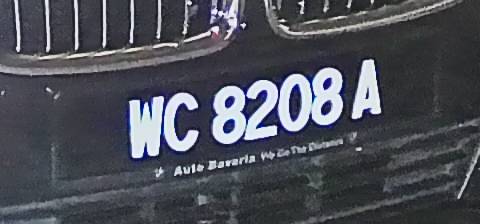 WC 8208 A
Auto Bavaria We Go The Distance